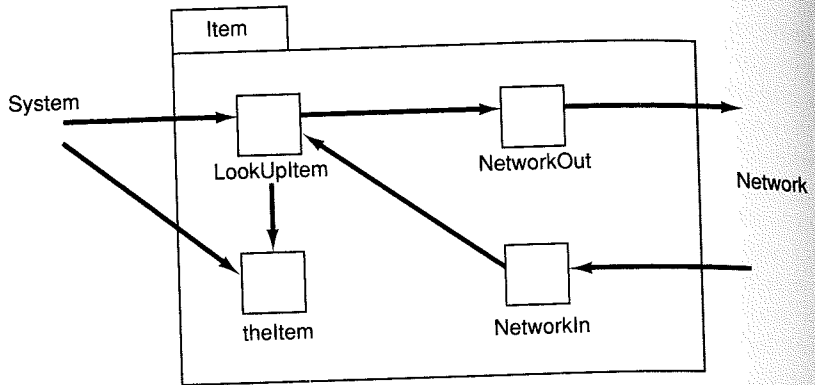 Item
System
LookUpItem
NetworkOut
Network
theItem
NetworkIn